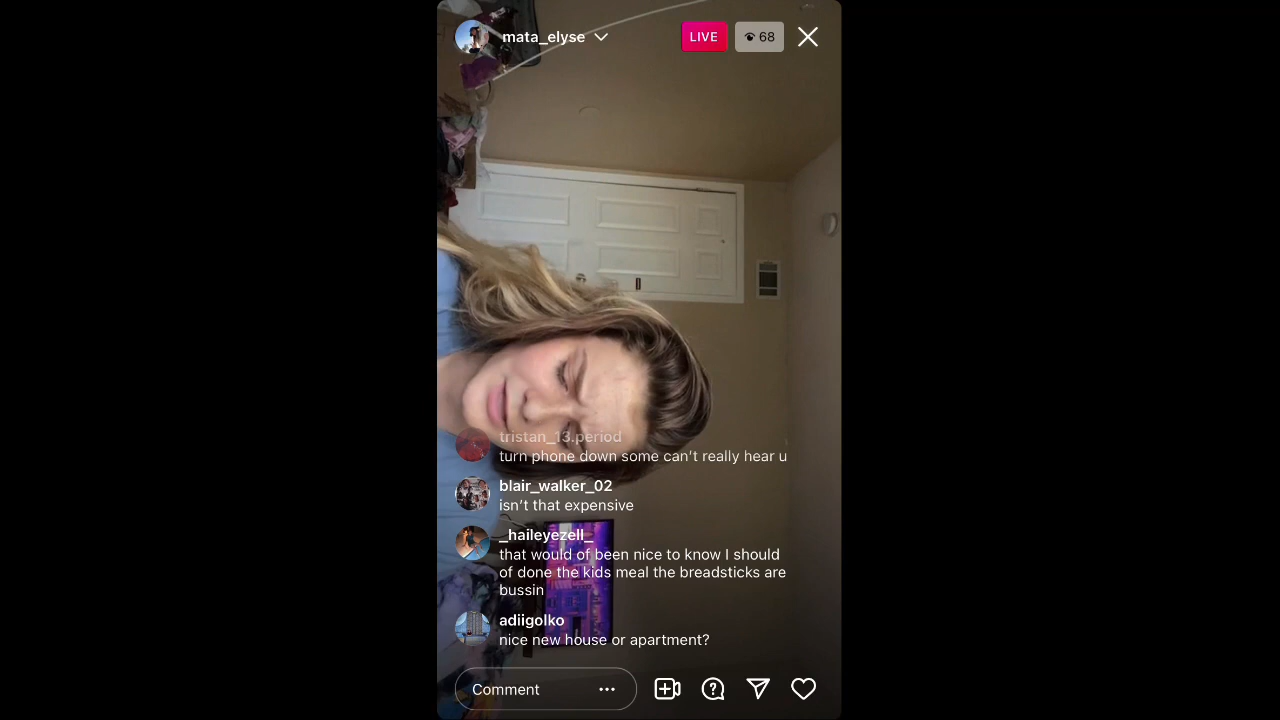 mata_elyse
LIVE
68
tristan_13.period
turn phone down some can't really hear u
blair_walker_02
isn't that expensive
_haileyezell_
that would of been nice to know I should
of done the kids meal the breadsticks are
bussin
adiigolko
nice new house or apartment?
Comment